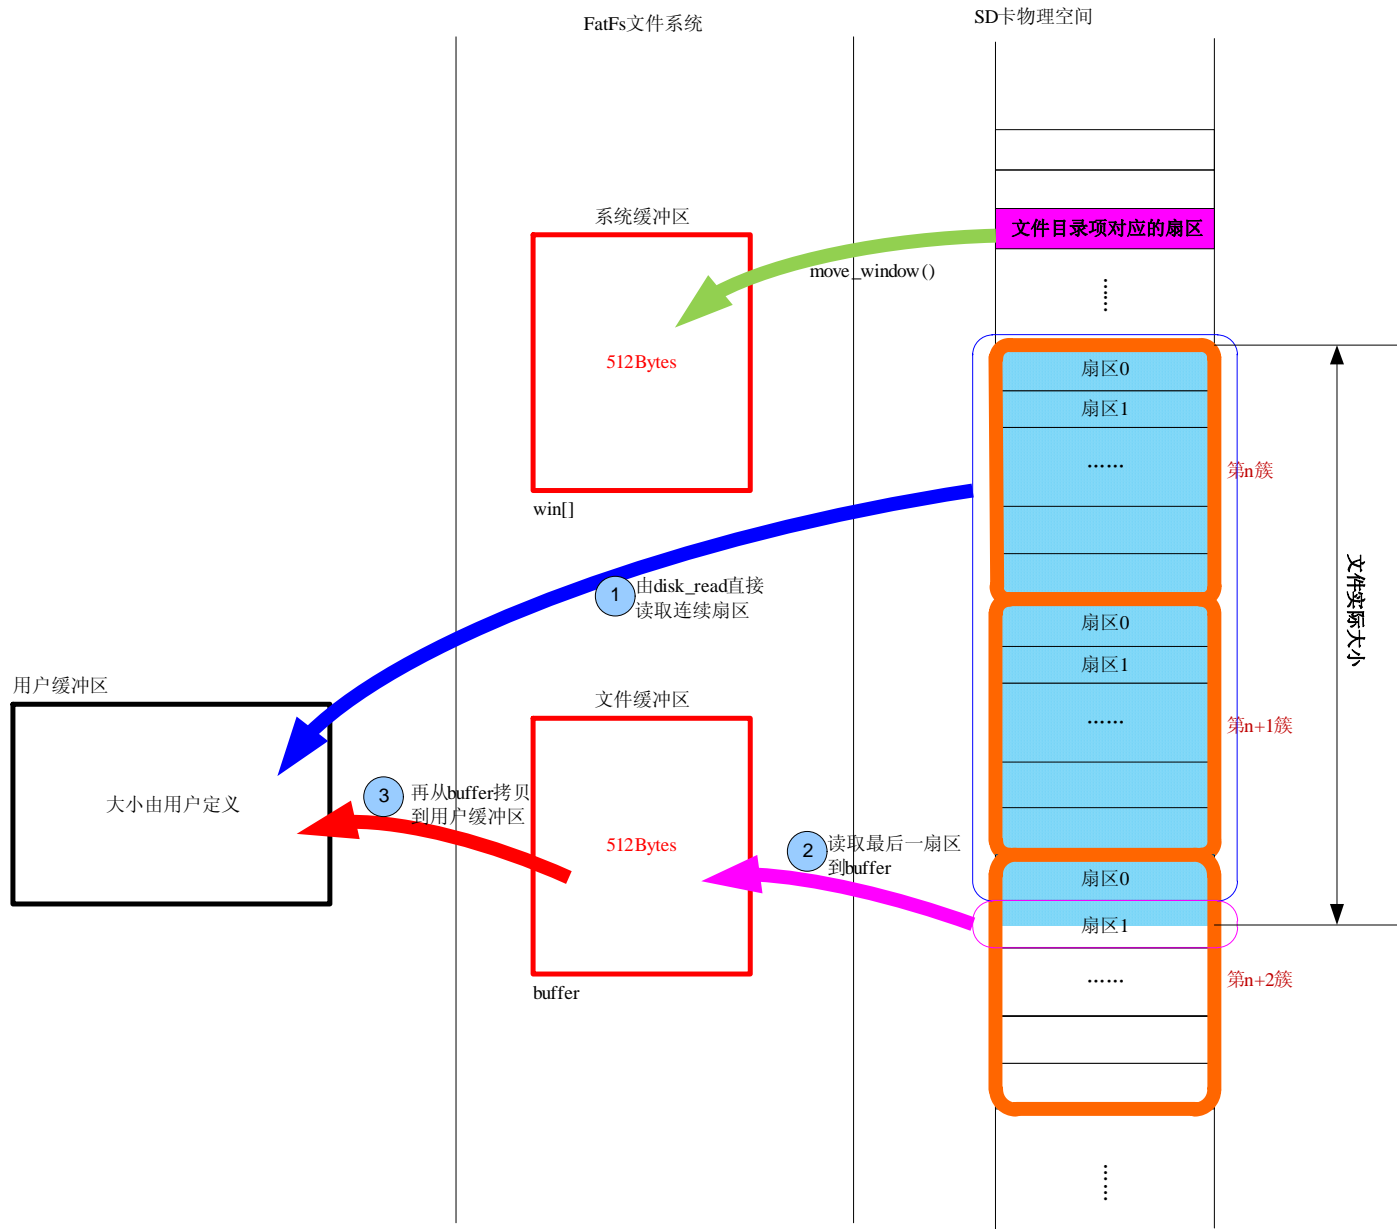 FatFs文件系统
SD卡物理空间
系统缓冲区
文件目录项对应的扇区
move_window()
512Bytes
win[]
扇区0
扇区1
……
第n簇
1
由disk_read直接
读取连续扇区
文件实际大小
扇区0
扇区1
……
第n+1簇
用户缓冲区
大小由用户定义
文件缓冲区
3
再从buffer拷贝
到用户缓冲区
512Bytes
2
读取最后一扇区
到buffer
buffer
扇区0
扇区1
……
第n+2簇
……
……